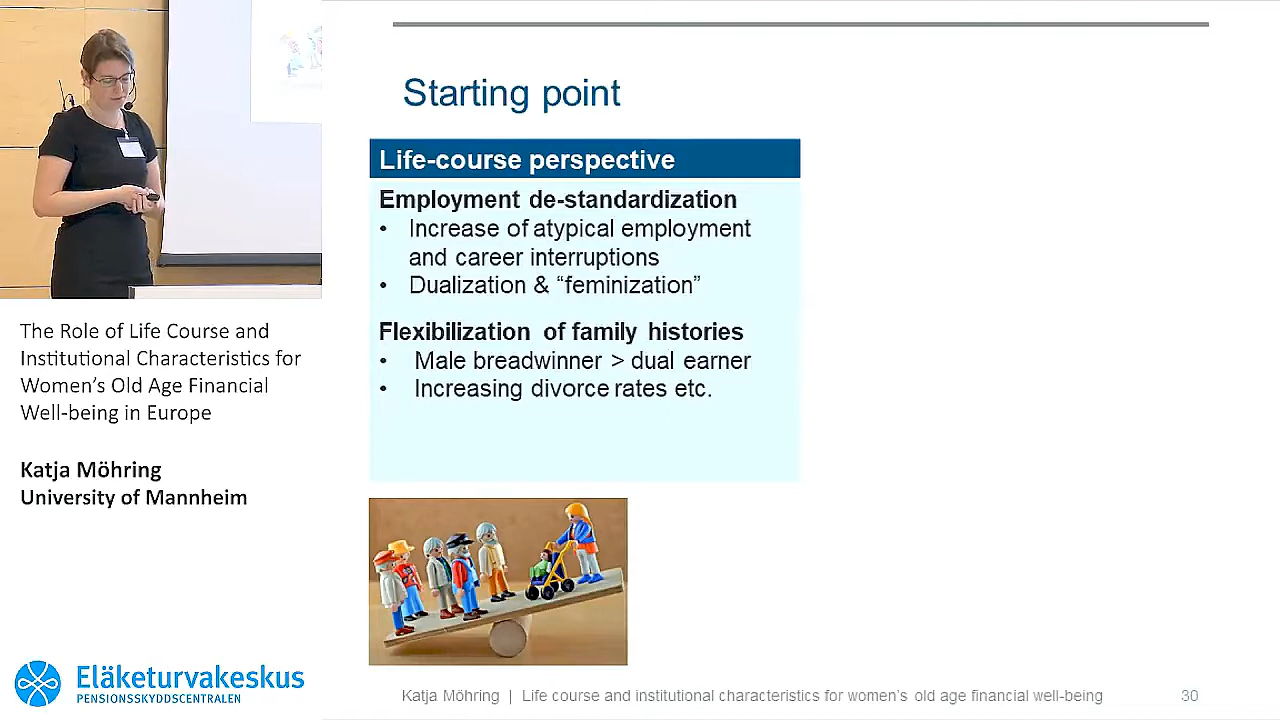 The Role of Life Course and
Institutional Characteristics for
Women's Old Age Financial
Well-being in Europe
Katja Möhring
University of Mannheim
Eläketurvakeskus
PENSIONSSKYDDSCENTRALEN
Starting point
Life-course perspective
Employment de-standardization
• Increase of atypical employment
and career interruptions
• Dualization & “feminization”
Flexibilization of family histories
• Male breadwinner > dual earner
• Increasing divorce rates etc.
Katja Möhring | Life course and institutional characteristics for women's old age financial well-being 30